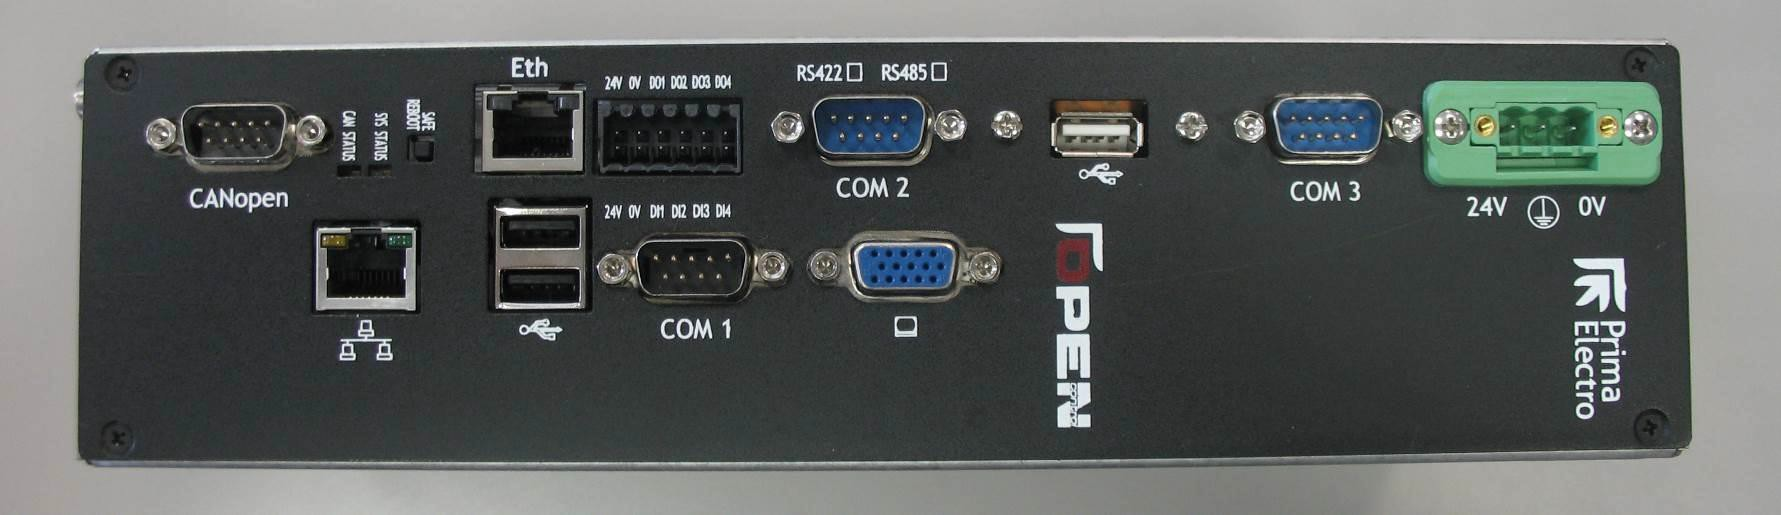 Eth
24V 0V DO1 DO2 DO3 DO4
RS422 RS485
CAN STATUS
SYS STATUS
SAFE
REBOOT
CANopen
COM 2
COM 3
24V 0V
24V 0V DI1 DI2 DI3 DI4
COM 1
OPEN
control
Prima
Electro